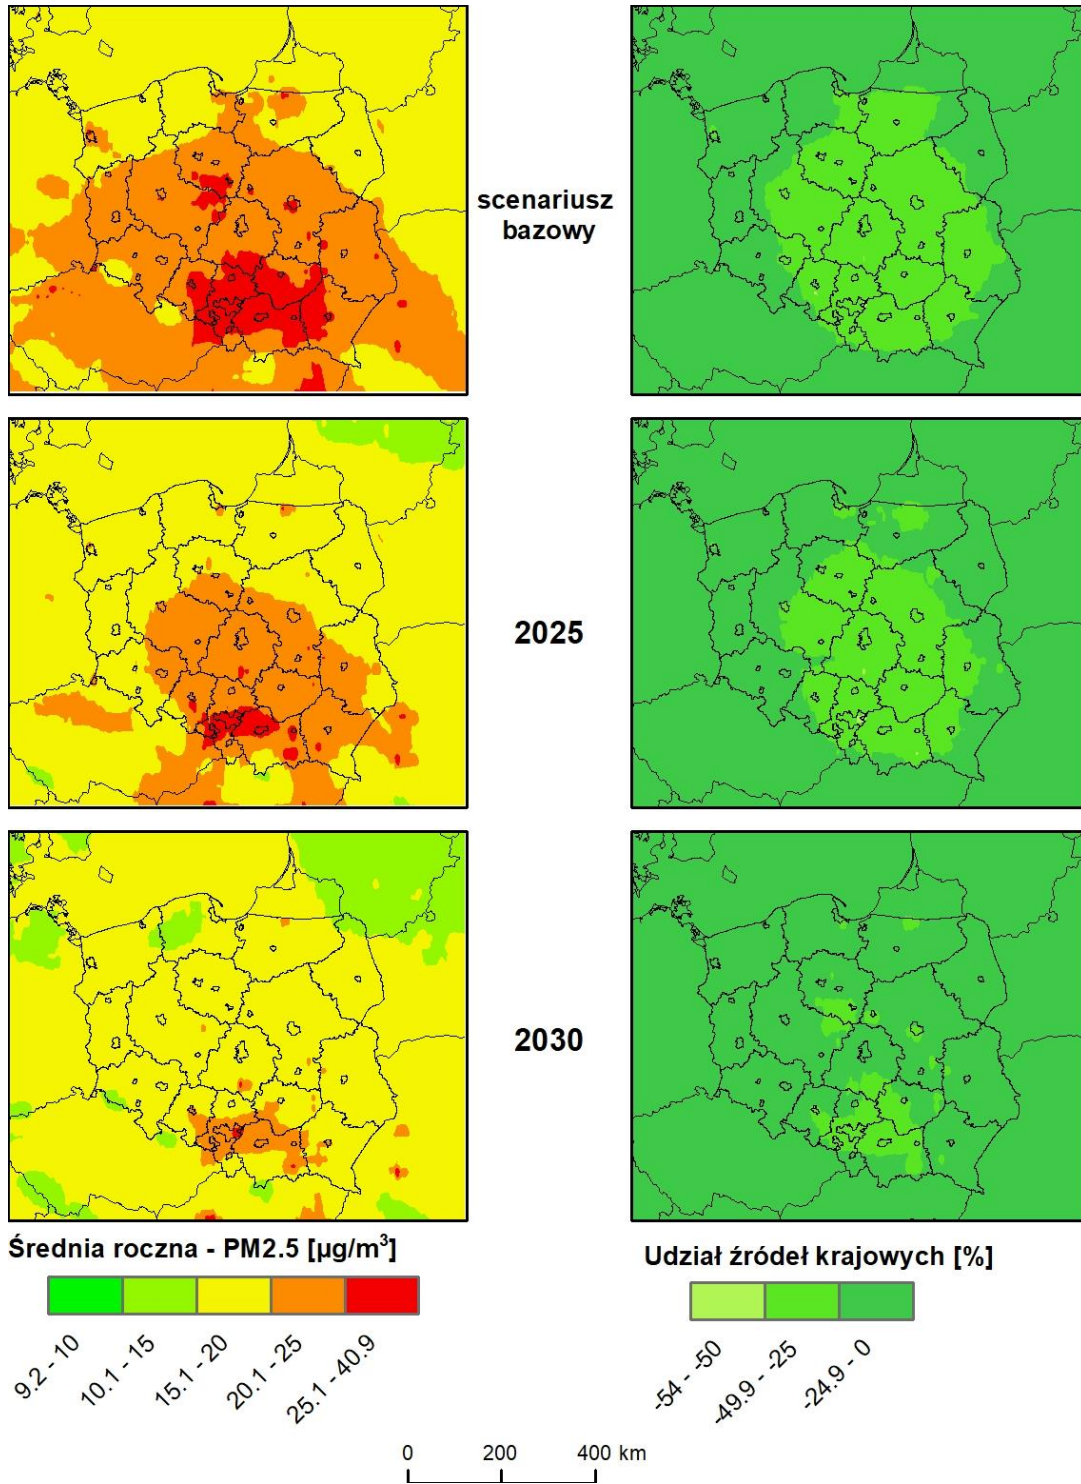 scenariusz
bazowy
2025
2030
Średnia roczna - PM2.5 [µg/m³]
9.2 - 10
10.1 - 15
15.1 - 20
20.1 - 25
25.1 - 40.9
Udział źródeł krajowych [%]
-54 - -50
-49.9 - -25
-24.9 - 0
0 200 400 km